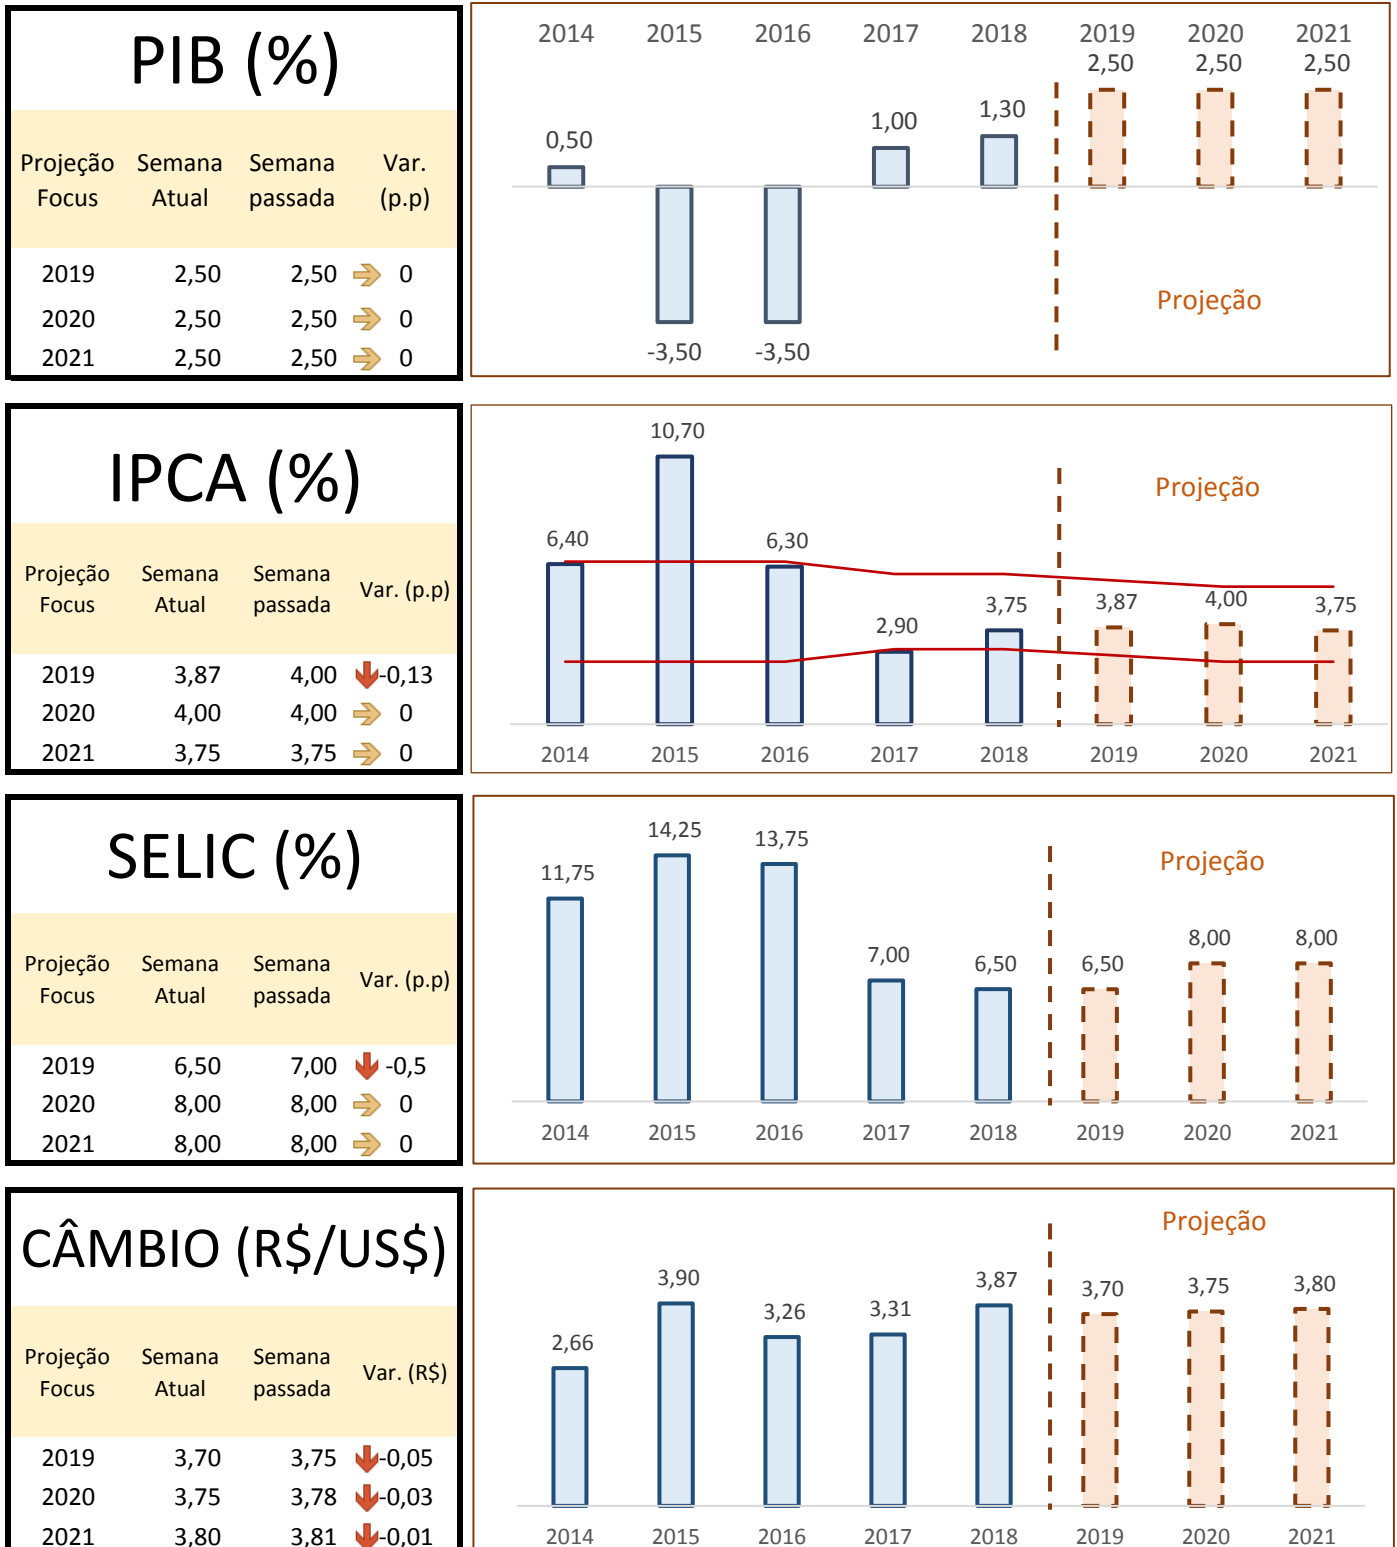 PIB (%)
Projeção Semana Semana Var.
Focus Atual passada (p.p)
2019 2,50 2,50 0
2020 2,50 2,50 0
2021 2,50 2,50 0
2014 2015 2016 2017 2018 2019 2020 2021
2,50 2,50 2,50
1,30
1,00
0,50
Projeção
-3,50 -3,50
IPCA (%)
Projeção Semana Semana Var. (p.p)
Focus Atual passada
2019 3,87 4,00 -0,13
2020 4,00 4,00 0
2021 3,75 3,75 0
10,70
Projeção
6,40 6,30
2,90 3,75 3,87 4,00 3,75
2014 2015 2016 2017 2018 2019 2020 2021
SELIC (%)
Projeção Semana Semana Var. (p.p)
Focus Atual passada
2019 6,50 7,00 -0,5
2020 8,00 8,00 0
2021 8,00 8,00 0
14,25 13,75
Projeção
11,75
7,00 6,50 6,50 8,00 8,00
2014 2015 2016 2017 2018 2019 2020 2021
CÂMBIO (R$/US$)
Projeção Semana Semana Var. (R$)
Focus Atual passada
2019 3,70 3,75 -0,05
2020 3,75 3,78 -0,03
2021 3,80 3,81 -0,01
Projeção
2,66 3,90 3,26 3,31 3,87 3,70 3,75 3,80
2014 2015 2016 2017 2018 2019 2020 2021